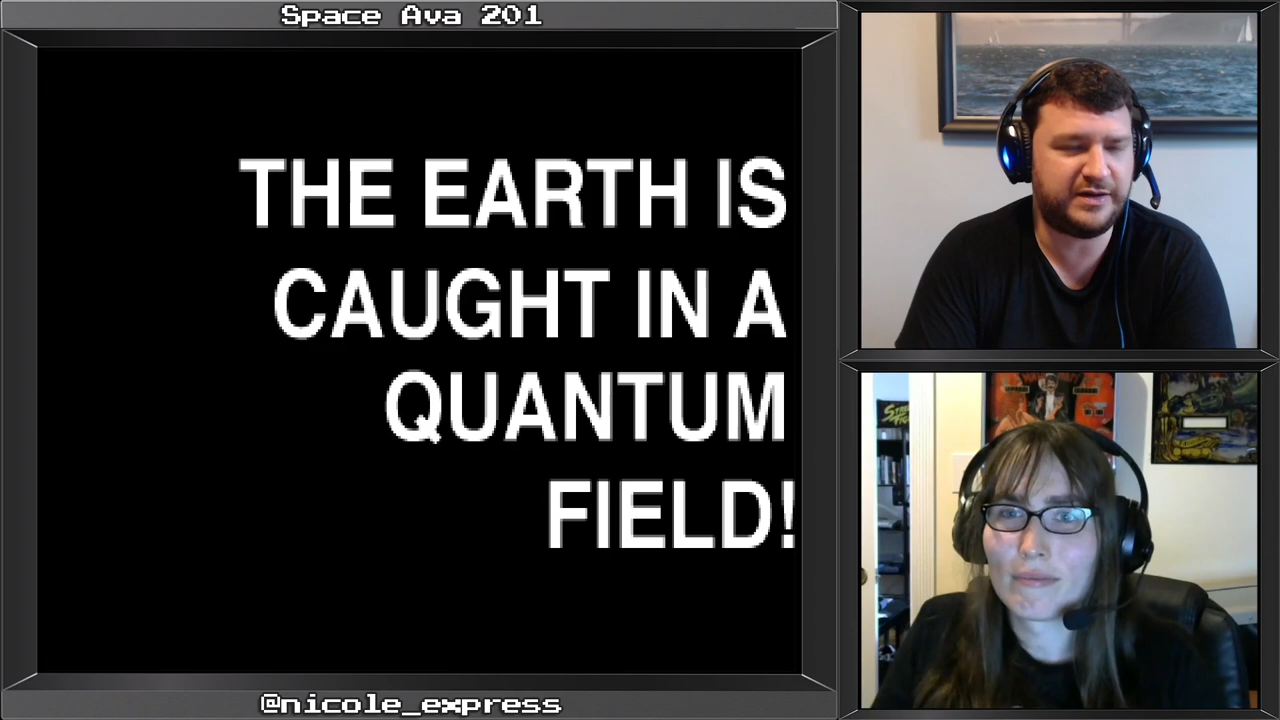 Space Ava 201
THE EARTH IS
CAUGHT IN A
QUANTUM
FIELD!
@nicole_express